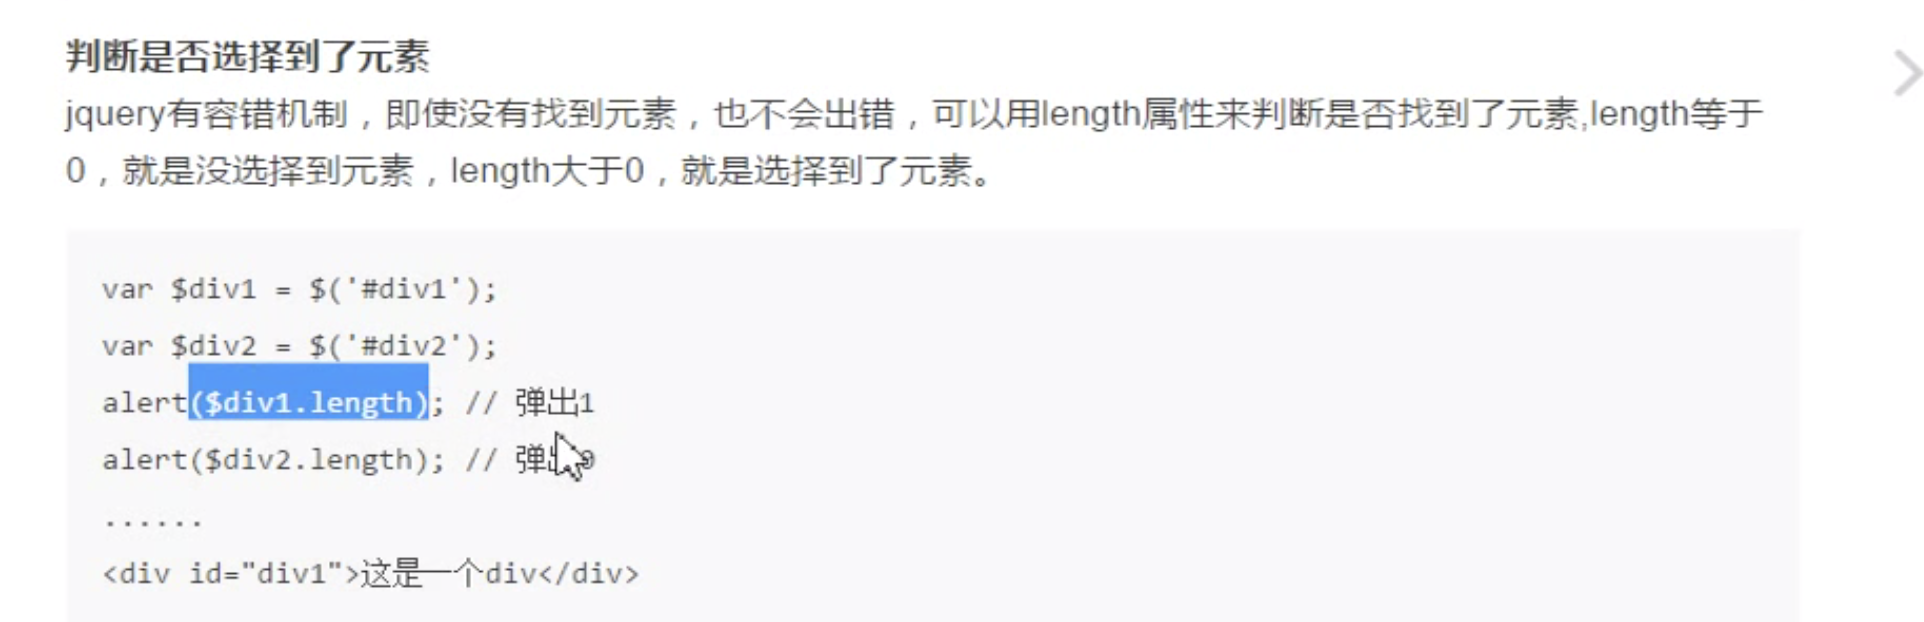 判断是否选择到了元素
jquery有容错机制，即使没有找到元素，也不会出错，可以用length属性来判断是否找到了元素,length等于
0，就是没选择到元素，length大于0，就是选择到了元素。
var $div1 = $('#div1');
var $div2 = $('#div2');
alert($div1.length); // 弹出1
alert($div2.length); // 弹出0
......
<div id="div1">这是一个div</div>